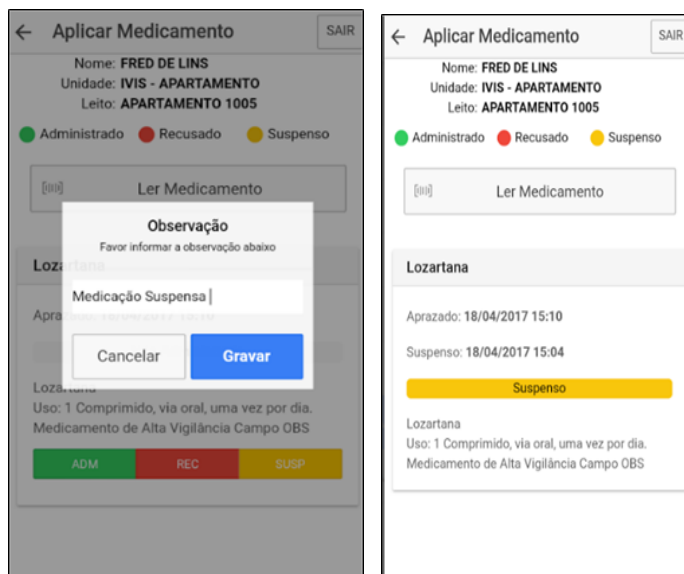 Aplicar Medicamento
SAIR
Nome: FRED DE LINS
Unidade: IVIS - APARTAMENTO
Leito: APARTAMENTO 1005
Administrado Recusado Suspenso
Ler Medicamento
Observação
Favor informar a observação abaixo
Medicação Suspensa
Cancelar Gravar
Uso: 1 Comprimido, via oral, uma vez por dia.
Medicamento de Alta Vigilância Campo OBS
ADM REC SUSP
Aplicar Medicamento
SAIR
Nome: FRED DE LINS
Unidade: IVIS - APARTAMENTO
Leito: APARTAMENTO 1005
Administrado Recusado Suspenso
Ler Medicamento
Lozartana
Aprazado: 18/04/2017 15:10
Suspenso: 18/04/2017 15:04
Suspenso
Lozartana
Uso: 1 Comprimido, via oral, uma vez por dia.
Medicamento de Alta Vigilância Campo OBS